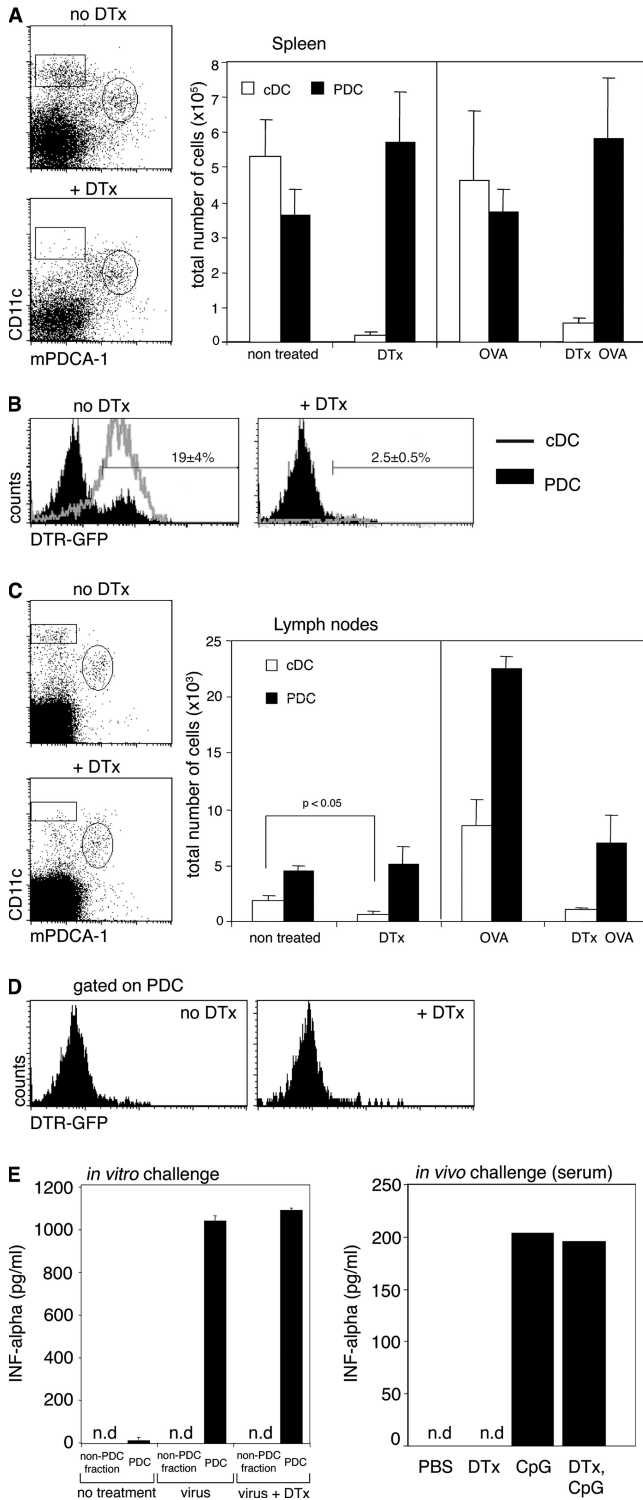 A
no DTx
+ DTx
CD11c
mPDCA-1
Spleen
cDC PDC
total number of cells (x10⁵)
8
7
6
5
4
3
2
1
0
non treated DTx OVA DTx OVA
B
no DTx
+ DTx
19±4%
2.5±0.5%
cDC
PDC
counts
DTR-GFP
C
no DTx
+ DTx
CD11c
mPDCA-1
Lymph nodes
cDC
PDC
total number of cells (x10³)
25
20
15
10
5
0
p < 0.05
non treated DTx OVA DTx OVA
D
gated on PDC
no DTx
+ DTx
counts
DTR-GFP
E
in vitro challenge
INF-alpha (pg/ml)
1200
1000
800
600
400
200
0
n.d n.d n.d
non-PDC fraction PDC non-PDC fraction PDC non-PDC fraction PDC
no treatment virus virus + DTx
in vivo challenge (serum)
INF-alpha (pg/ml)
250
200
150
100
50
0
n.d n.d
PBS DTx CpG DTx, CpG